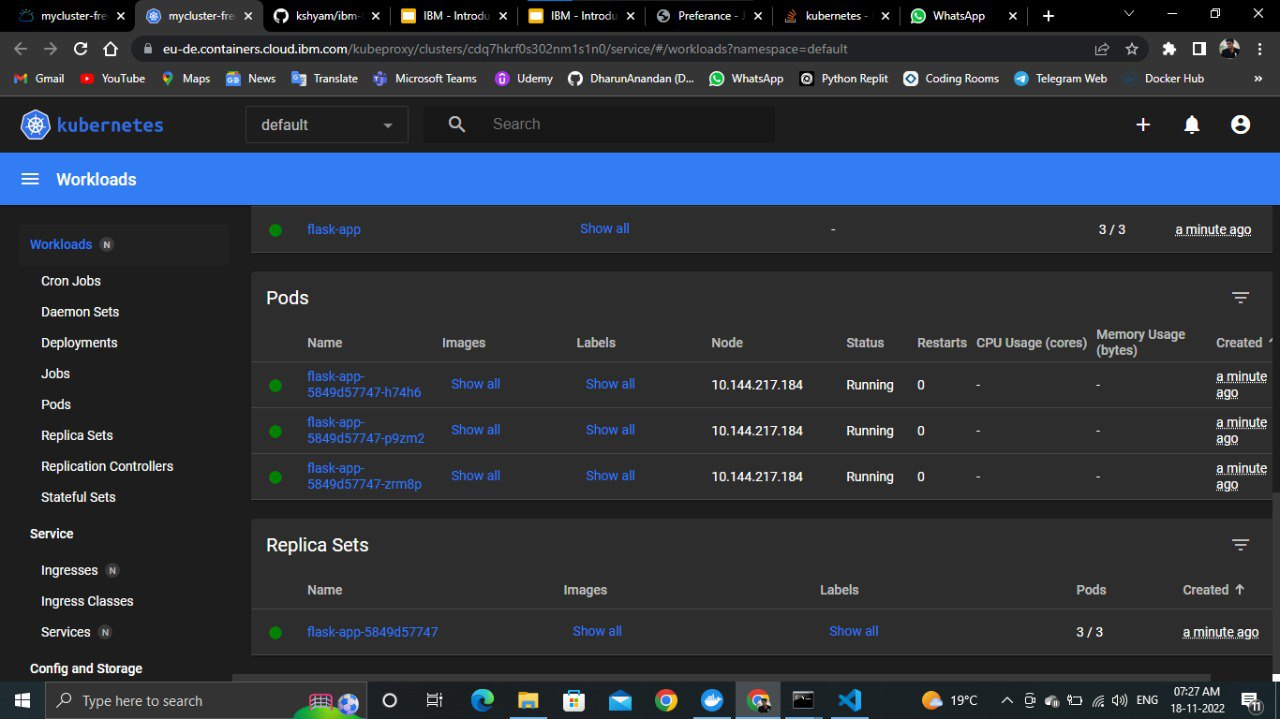 mycluster-fre
mycluster-fre
kshyam/ibm-
IBM - Introdu
IBM - Introdu
Preferance
kubernetes -
WhatsApp
eu-de.containers.cloud.ibm.com/kubeproxy/clusters/cdq7hkrf0s302nm1s1n0/service/#/workloads?namespace=default
Gmail
YouTube
Maps
News
Translate
Microsoft Teams
Udemy
DharunAnandan (D...
WhatsApp
Python Replit
Coding Rooms
Telegram Web
Docker Hub
»
kubernetes
default
Search
Workloads
Workloads N
Cron Jobs
Daemon Sets
Deployments
Jobs
Pods
Replica Sets
Replication Controllers
Stateful Sets
Service
Ingresses N
Ingress Classes
Services N
Config and Storage
flask-app Show all - 3 / 3 a minute ago
Pods
Name Images Labels Node Status Restarts CPU Usage (cores) Memory Usage (bytes) Created
flask-app-5849d57747-h74h6 Show all Show all 10.144.217.184 Running 0 - - a minute ago
flask-app-5849d57747-p9zm2 Show all Show all 10.144.217.184 Running 0 - - a minute ago
flask-app-5849d57747-zrm8p Show all Show all 10.144.217.184 Running 0 - - a minute ago
Replica Sets
Name Images Labels Pods Created
flask-app-5849d57747 Show all Show all 3 / 3 a minute ago
Type here to search
19°C
ENG
07:27 AM
18-11-2022
11